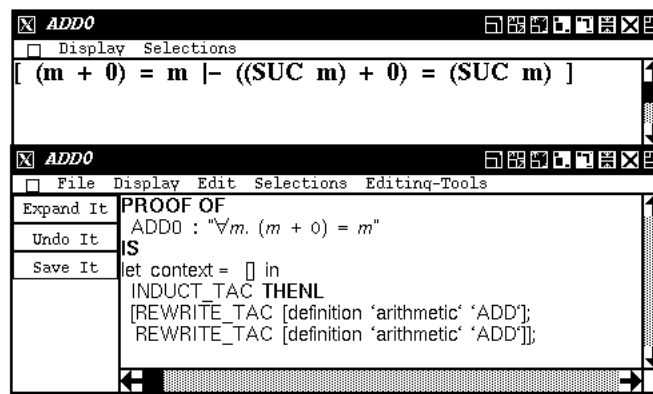 ADD0
Display Selections
[ (m + 0) = m |- ((SUC m) + 0) = (SUC m) ]
ADD0
File Display Edit Selections Editing-Tools
Expand It
Undo It
Save It
PROOF OF
ADD0 : "∀m. (m + 0) = m"
IS
let context = [] in
INDUCT_TAC THENL
[REWRITE_TAC [definition ‘arithmetic‘ ‘ADD‘];
REWRITE_TAC [definition ‘arithmetic‘ ‘ADD‘]];